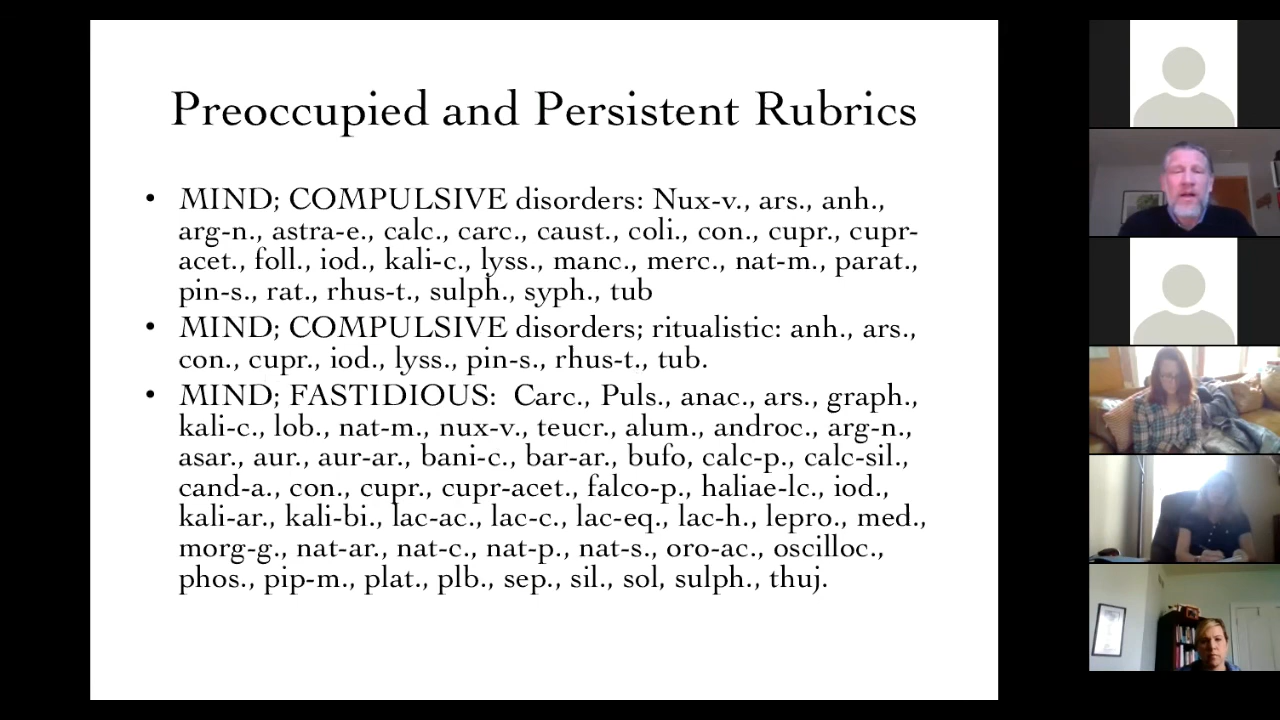 Preoccupied and Persistent Rubrics
• MIND; COMPULSIVE disorders: Nux-v., ars., anh.,
arg-n., astra-e., calc., carc., caust., coli., con., cupr., cupr-
acet., foll., iod., kali-c., lyss., manc., merc., nat-m., parat.,
pin-s., rat., rhus-t., sulph., syph., tub
• MIND; COMPULSIVE disorders; ritualistic: anh., ars.,
con., cupr., iod., lyss., pin-s., rhus-t., tub.
• MIND; FASTIDIOUS: Carc., Puls., anac., ars., graph.,
kali-c., lob., nat-m., nux-v., teucr., alum., androc., arg-n.,
asar., aur., aur-ar., bani-c., bar-ar., bufo, calc-p., calc-sil.,
cand-a., con., cupr., cupr-acet., falco-p., haliae-lc., iod.,
kali-ar., kali-bi., lac-ac., lac-c., lac-eq., lac-h., lepro., med.,
morg-g., nat-ar., nat-c., nat-p., nat-s., oro-ac., oscilloc.,
phos., pip-m., plat., plb., sep., sil., sol, sulph., thuj.